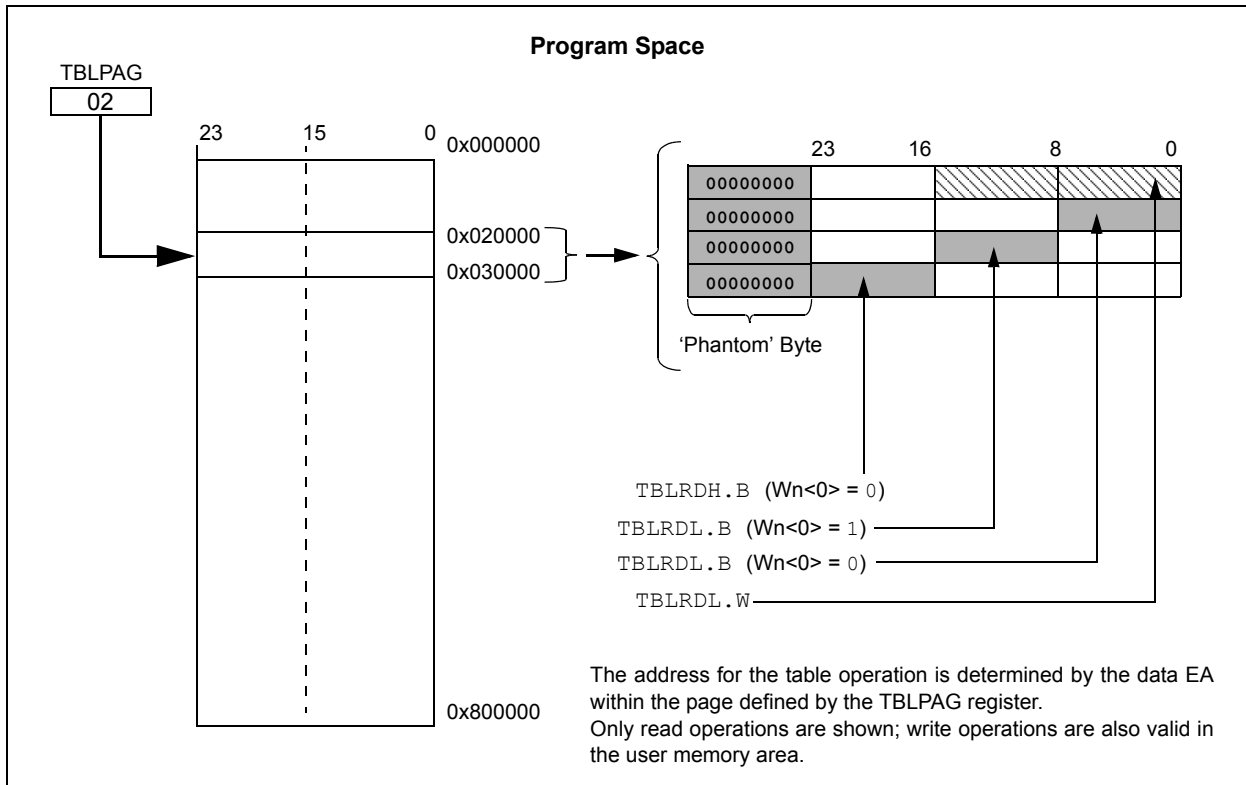 Program Space
TBLPAG
02
23 15 0
0x000000
0x020000
0x030000
0x800000
23 16 8 0
00000000
00000000
00000000
00000000
‘Phantom’ Byte
TBLRDH.B (Wn<0> = 0)
TBLRDL.B (Wn<0> = 1)
TBLRDL.B (Wn<0> = 0)
TBLRDL.W
The address for the table operation is determined by the data EA
within the page defined by the TBLPAG register.
Only read operations are shown; write operations are also valid in
the user memory area.